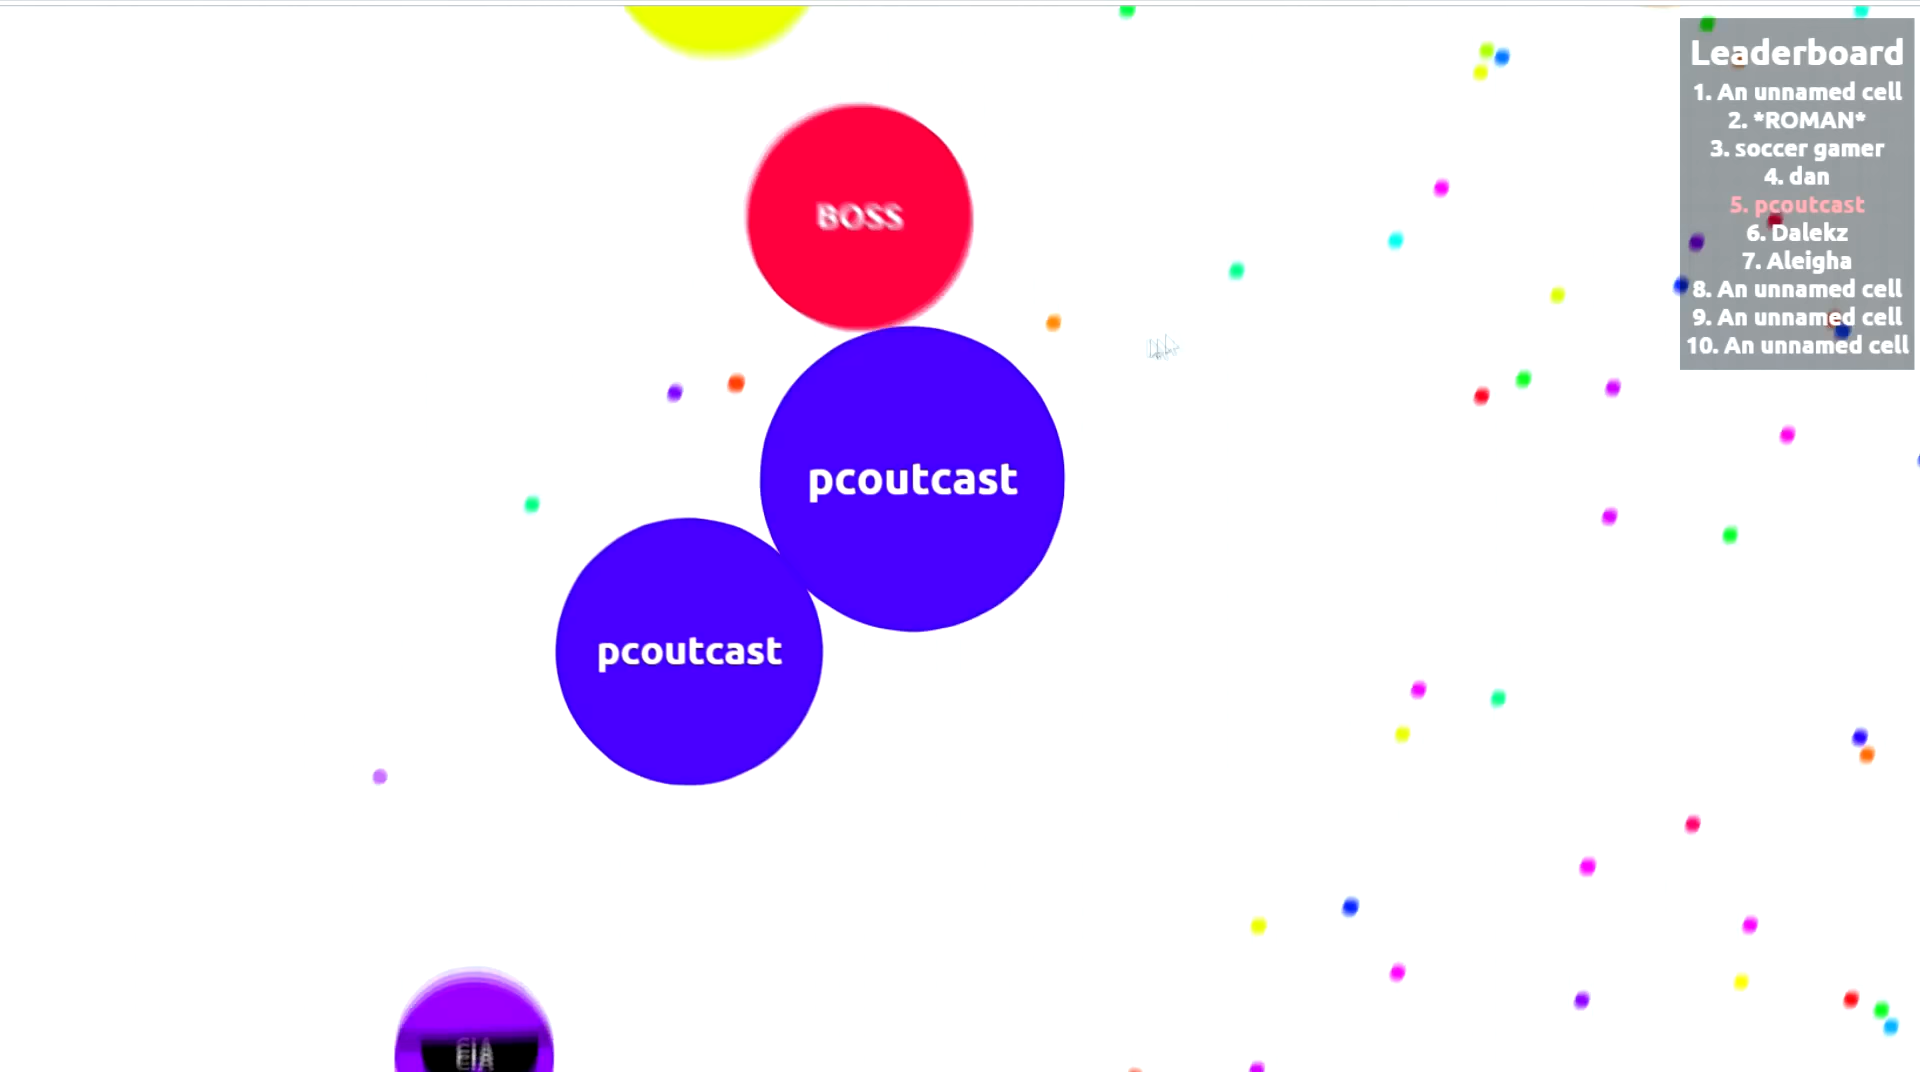 Leaderboard
1. An unnamed cell
2. *ROMAN*
3. soccer gamer
4. dan
5. pcoutcast
6. Dalekz
7. Aleigha
8. An unnamed cell
9. An unnamed cell
10. An unnamed cell
BOSS
pcoutcast
pcoutcast